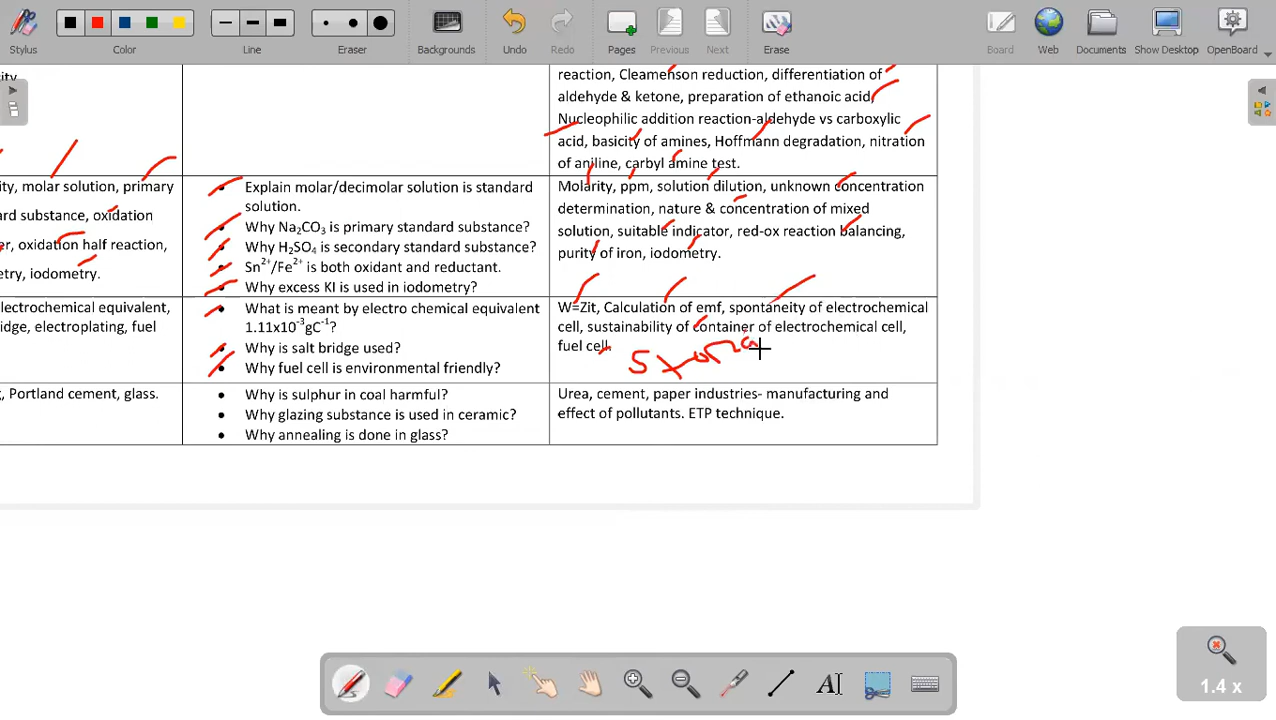 Stylus
Color
Line
Eraser
Backgrounds
Undo
Redo
Pages
Previous
Next
Erase
Board
Web
Documents
Show Desktop
OpenBoard
reaction, Cleamenson reduction, differentiation of
aldehyde & ketone, preparation of ethanoic acid,
Nucleophilic addition reaction-aldehyde vs carboxylic
acid, basicity of amines, Hoffmann degradation, nitration
of aniline, carbyl amine test.
ity, molar solution, primary
ard substance, oxidation
er, oxidation half reaction,
etry, iodometry.
• Explain molar/decimolar solution is standard
solution.
• Why Na₂CO₃ is primary standard substance?
• Why H₂SO₄ is secondary standard substance?
• Sn²⁺/Fe²⁺ is both oxidant and reductant.
• Why excess KI is used in iodometry?
Molarity, ppm, solution dilution, unknown concentration
determination, nature & concentration of mixed
solution, suitable indicator, red-ox reaction balancing,
purity of iron, iodometry.
electrochemical equivalent,
ridge, electroplating, fuel
• What is meant by electro chemical equivalent
1.11x10⁻³gC⁻¹?
• Why is salt bridge used?
• Why fuel cell is environmental friendly?
W=Zit, Calculation of emf, spontaneity of electrochemical
cell, sustainability of container of electrochemical cell,
fuel cell.
, Portland cement, glass.
• Why is sulphur in coal harmful?
• Why glazing substance is used in ceramic?
• Why annealing is done in glass?
Urea, cement, paper industries- manufacturing and
effect of pollutants. ETP technique.
1.4 x